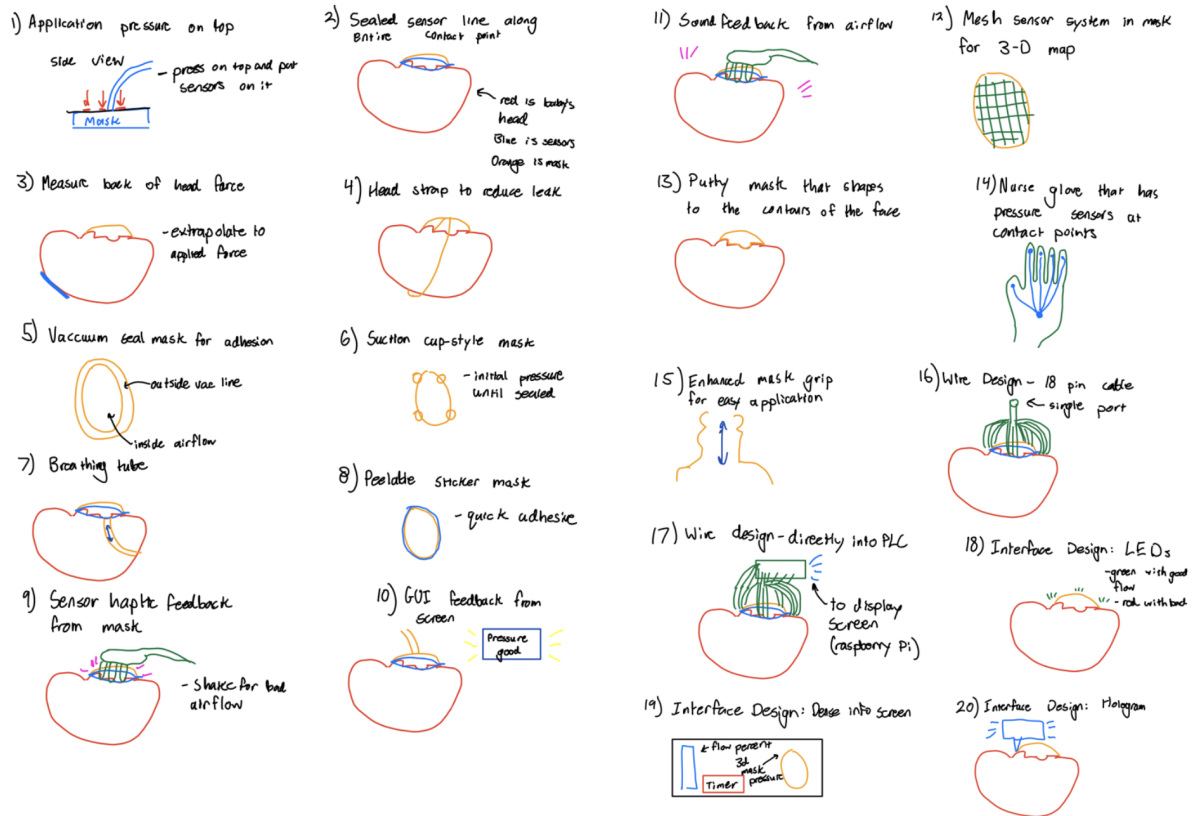 1) Application pressure on top
side view
- press on top and put
sensors on it
Mask
2) Sealed sensor line along
Entire contact point
red is baby's
head
Blue is sensors
Orange is mask
3) Measure back of head force
- extrapolate to
applied force
4) Head strap to reduce leak
5) Vaccuum seal mask for adhesion
outside vac line
inside airflow
6) Suction cup-style mask
- initial pressure
until sealed
7) Breathing tube
8) Peelable sticker mask
- quick adhesive
9) Sensor haptic feedback
from mask
- Shake for bad
airflow
10) GUI feedback from
screen
Pressure
good
11) Sound feedback from airflow
12) Mesh sensor system in mask
for 3-D map
13) Putty mask that shapes
to the contours of the face
14) Nurse glove that has
pressure sensors at
contact points
15) Enhanced mask grip
for easy application
16) Wire Design - 18 pin cable
single port
17) Wire design - directly into PLC
to display
screen
(raspberry Pi)
18) Interface Design: LEDs
- green with good
flow
- red with bad
19) Interface Design: Dense info screen
flow percent
3d
mask
pressure
Timer
20) Interface Design: Hologram